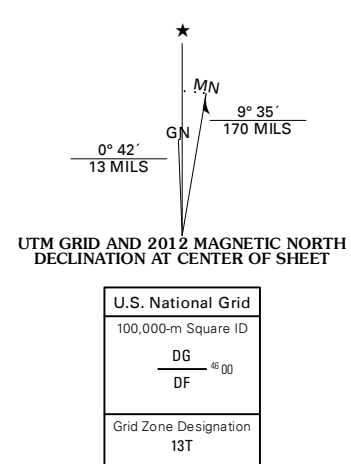 ★
MN
GN
9° 35´
170 MILS
0° 42´
13 MILS
UTM GRID AND 2012 MAGNETIC NORTH
DECLINATION AT CENTER OF SHEET
U.S. National Grid
100,000-m Square ID
DG
46 00
DF
Grid Zone Designation
13T